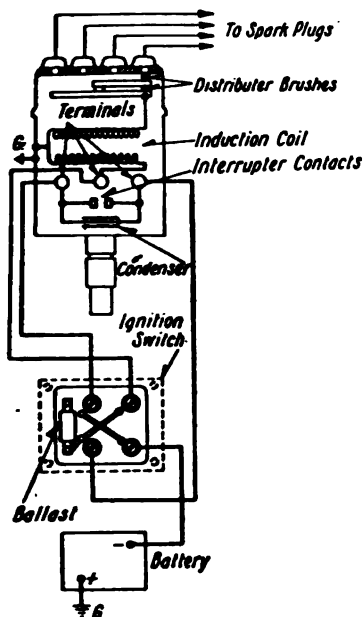 To Spark Plugs
Distributer Brushes
Terminals
G
Induction Coil
Interrupter Contacts
Condenser
Ignition
Switch
Ballast
-
Battery
+
G